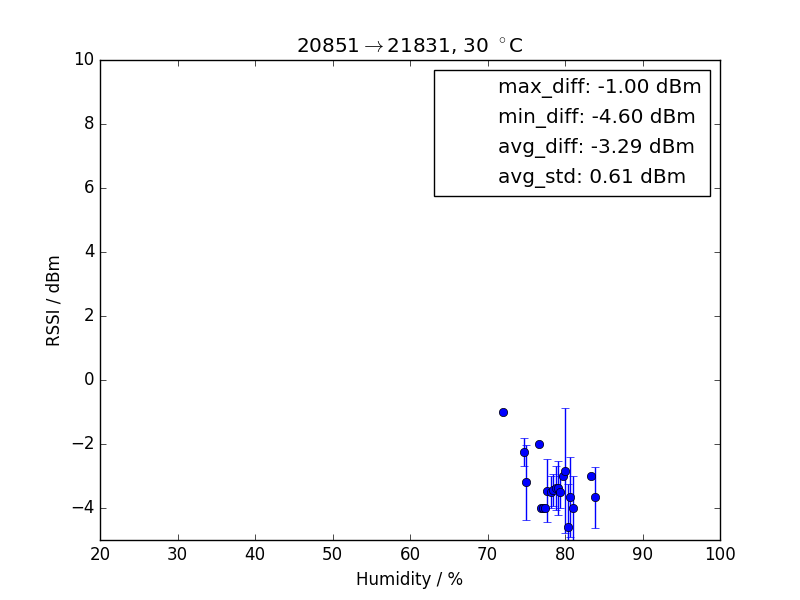 20851→21831, 30 °C
max_diff: -1.00 dBm
min_diff: -4.60 dBm
avg_diff: -3.29 dBm
avg_std: 0.61 dBm
10
8
6
4
2
0
−2
−4
RSSI / dBm
20 30 40 50 60 70 80 90 100
Humidity / %